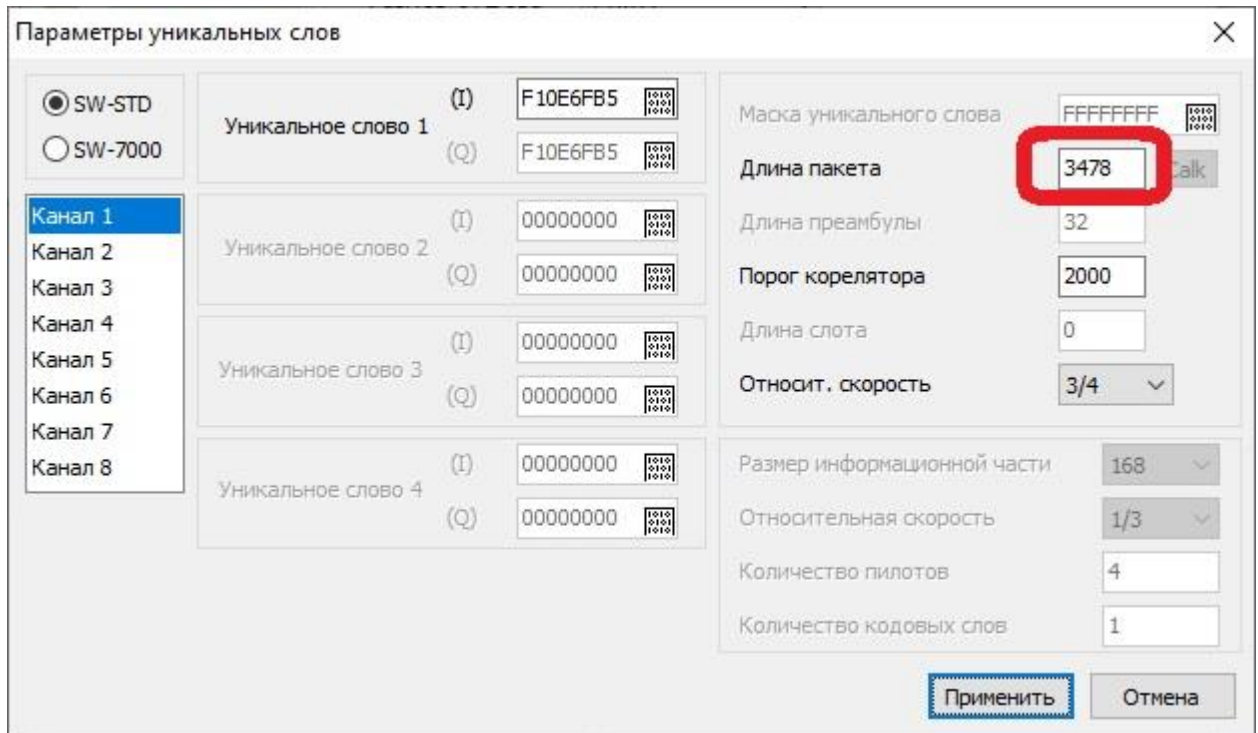 Параметры уникальных слов
SW-STD
SW-7000
Канал 1
Канал 2
Канал 3
Канал 4
Канал 5
Канал 6
Канал 7
Канал 8
Уникальное слово 1
(I) F10E6FB5
(Q) F10E6FB5
Уникальное слово 2
(I) 00000000
(Q) 00000000
Уникальное слово 3
(I) 00000000
(Q) 00000000
Уникальное слово 4
(I) 00000000
(Q) 00000000
Маска уникального слова FFFFFFFF
Длина пакета 3478 Calk
Длина преамбулы 32
Порог корелятора 2000
Длина слота 0
Относит. скорость 3/4
Размер информационной части 168
Относительная скорость 1/3
Количество пилотов 4
Количество кодовых слов 1
Применить Отмена